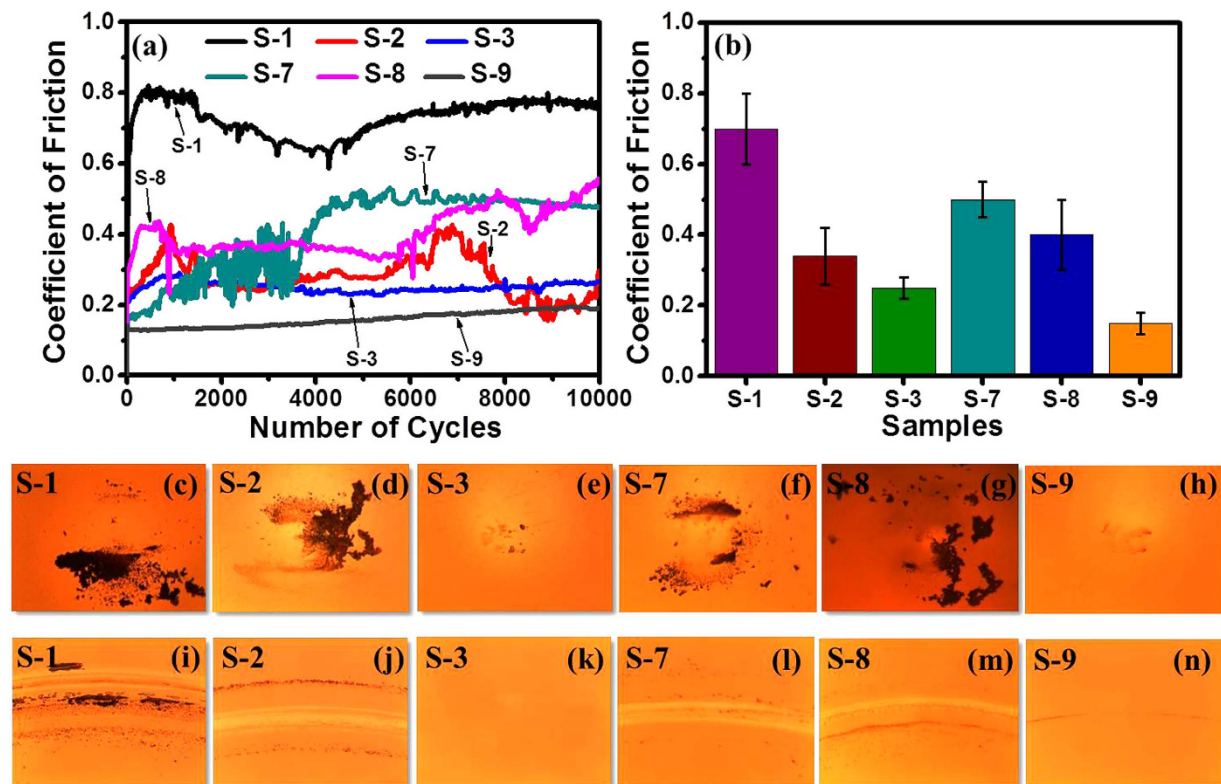 (a)
S-1 S-2 S-3
S-7 S-8 S-9
1.0
0.8
0.6
0.4
0.2
0.0
Coefficient of Friction
S-1
S-8
S-7
S-2
S-3
S-9
0 2000 4000 6000 8000 10000
Number of Cycles
(b)
1.0
0.8
0.6
0.4
0.2
0.0
Coefficient of Friction
S-1 S-2 S-3 S-7 S-8 S-9
Samples
S-1 (c) S-2 (d) S-3 (e) S-7 (f) S-8 (g) S-9 (h)
S-1 (i) S-2 (j) S-3 (k) S-7 (l) S-8 (m) S-9 (n)